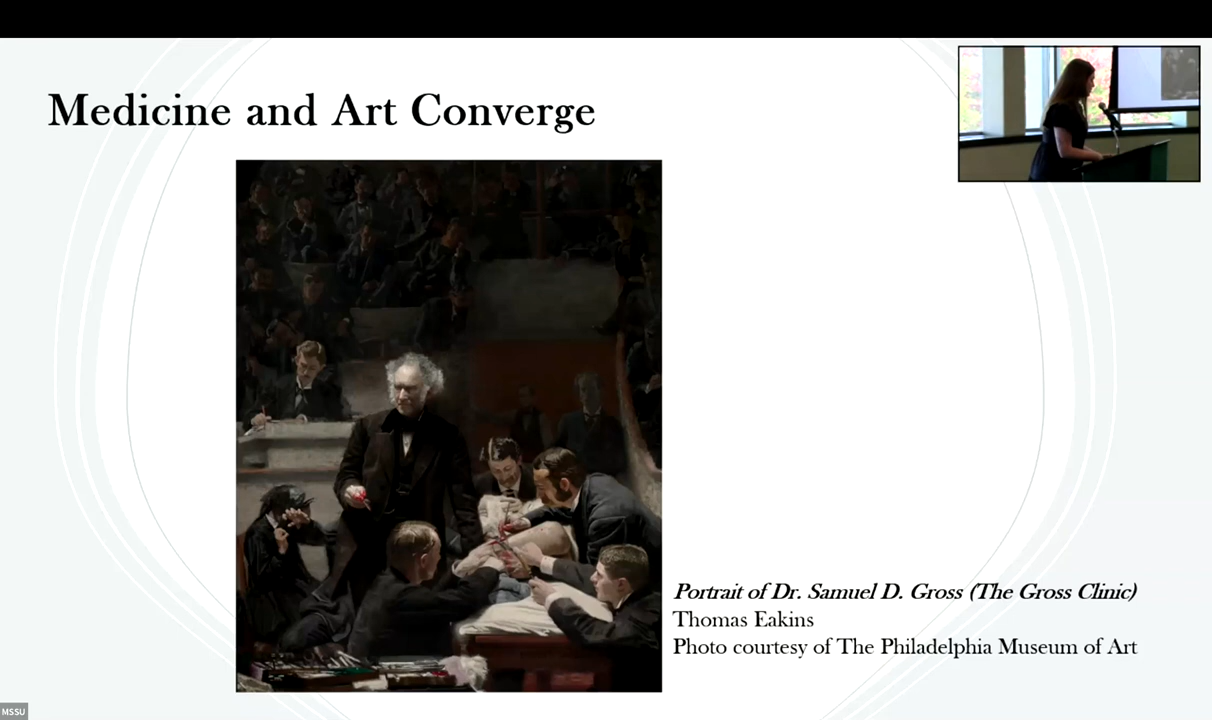 Medicine and Art Converge
Portrait of Dr. Samuel D. Gross (The Gross Clinic)
Thomas Eakins
Photo courtesy of The Philadelphia Museum of Art
MSSU